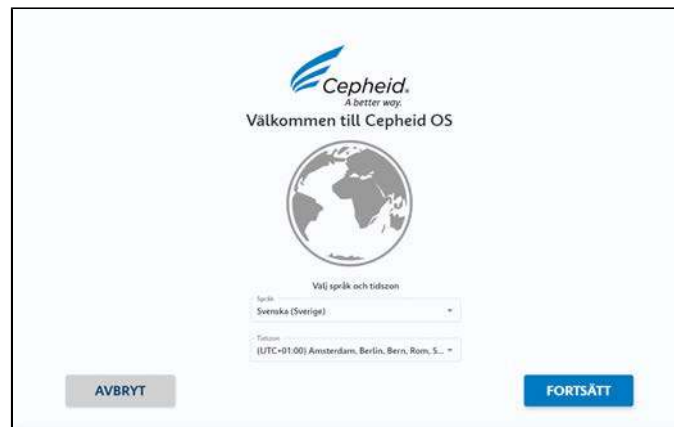 Cepheid.
A better way.
Välkommen till Cepheid OS
Välj språk och tidszon
Språk
Svenska (Sverige)
Tidszon
(UTC+01:00) Amsterdam, Berlin, Bern, Rom, S...
AVBRYT
FORTSÄTT